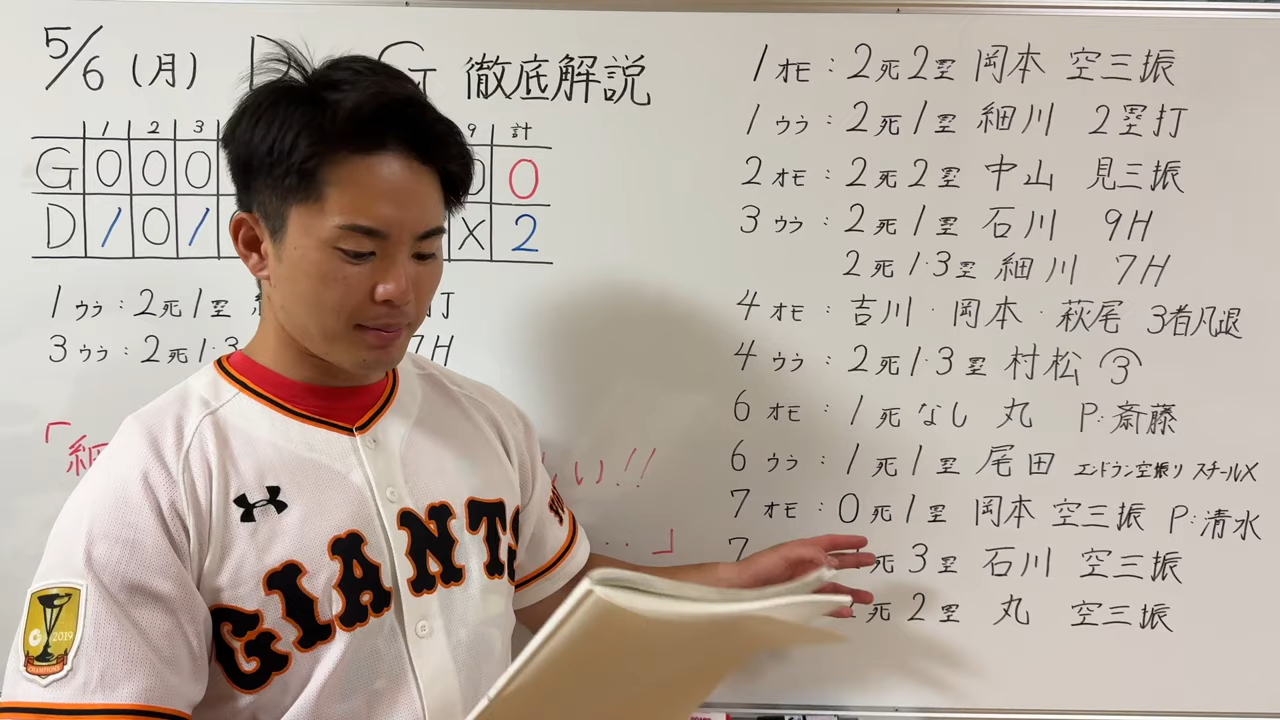 5/6 (月) D G 徹底解説
1 2 3 9 計
G 0 0 0 0 0
D 1 0 1 X 2
1ウラ:2死1塁 打
3ウラ:2死1·3 7H
「細 い!!
...」
1オモ:2死2塁 岡本 空三振
1ウラ:2死1塁 細川 2塁打
2オモ:2死2塁 中山 見三振
3ウラ:2死1塁 石川 9H
2死1·3塁 細川 7H
4オモ:吉川·岡本·萩尾 3者凡退
4ウラ:2死1·3塁 村松 ③
6オモ:1死なし 丸 P:斎藤
6ウラ:1死1塁 尾田 エンドラン空振り スチールX
7オモ:0死1塁 岡本 空三振 P:清水
7 死3塁 石川 空三振
死2塁 丸 空三振
GIANTS
2019
CHAMPIONS